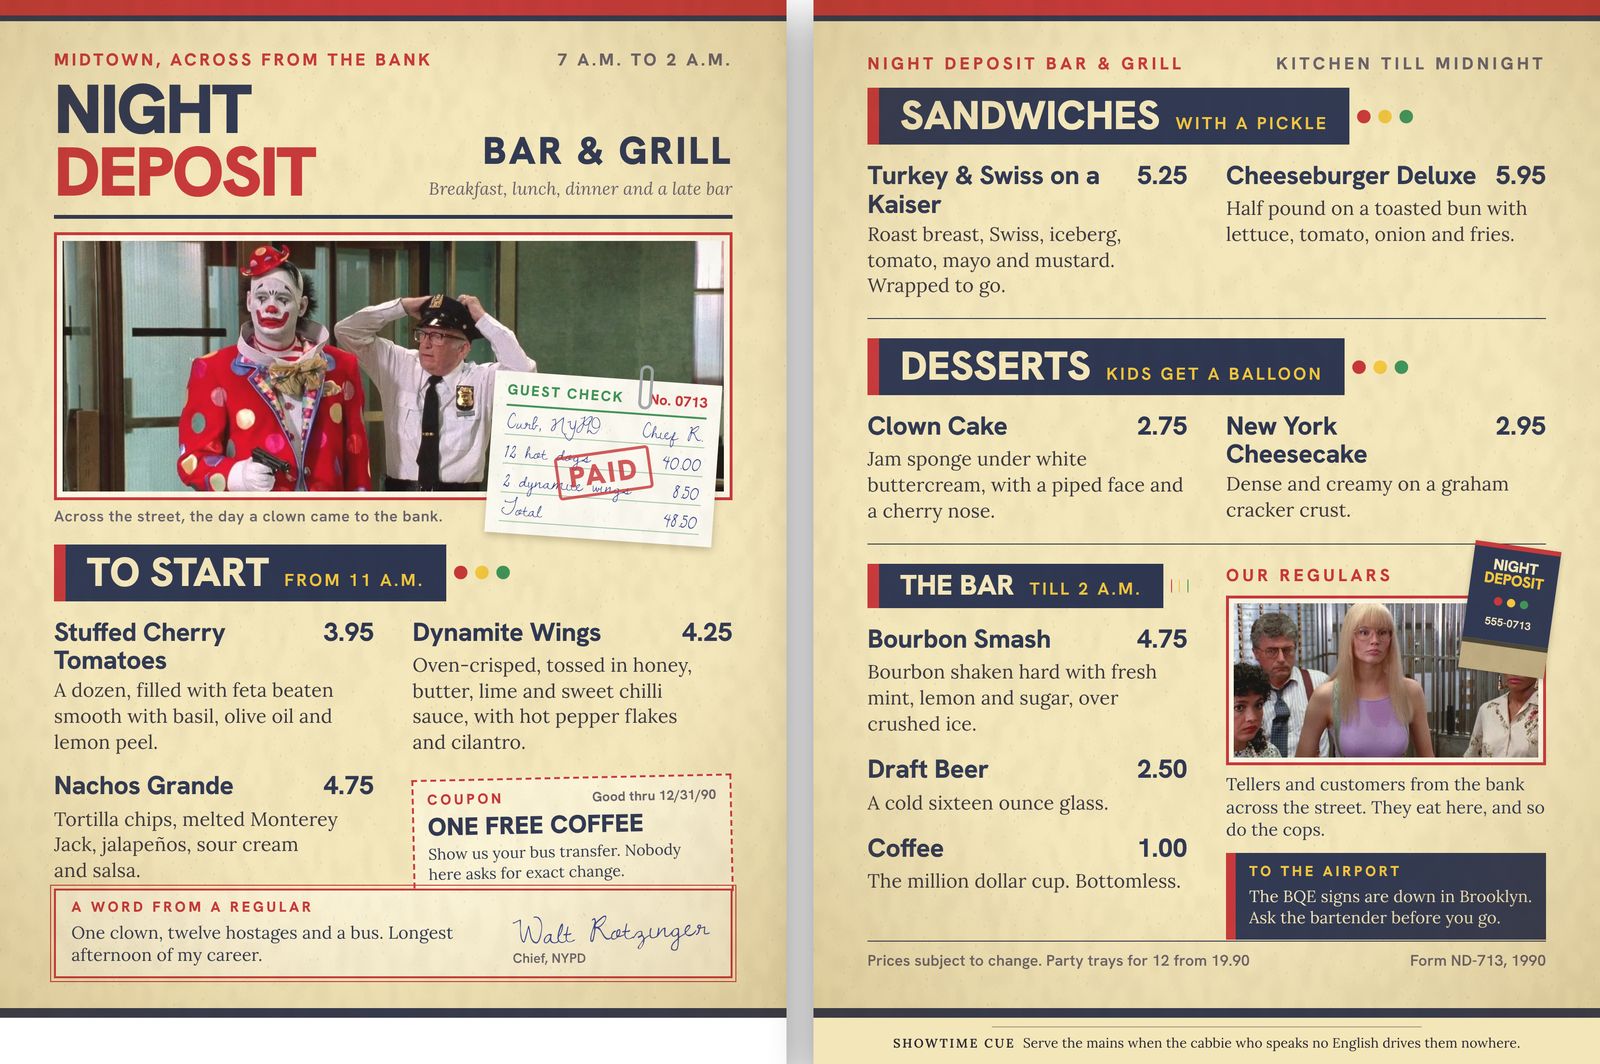 MIDTOWN, ACROSS FROM THE BANK
7 A.M. TO 2 A.M.
NIGHT
DEPOSIT
BAR & GRILL
Breakfast, lunch, dinner and a late bar
GUEST CHECK
No. 0713
Curb, NYPD Chief R.
12 hot dogs 40.00
2 dynamite wings 8.50
Total 48.50
PAID
Across the street, the day a clown came to the bank.
TO START FROM 11 A.M.
Stuffed Cherry 3.95
Tomatoes
A dozen, filled with feta beaten
smooth with basil, olive oil and
lemon peel.
Dynamite Wings 4.25
Oven-crisped, tossed in honey,
butter, lime and sweet chilli
sauce, with hot pepper flakes
and cilantro.
Nachos Grande 4.75
Tortilla chips, melted Monterey
Jack, jalapeños, sour cream
and salsa.
COUPON
Good thru 12/31/90
ONE FREE COFFEE
Show us your bus transfer. Nobody
here asks for exact change.
A WORD FROM A REGULAR
One clown, twelve hostages and a bus. Longest
afternoon of my career.
Walt Rotzinger
Chief, NYPD
NIGHT DEPOSIT BAR & GRILL
KITCHEN TILL MIDNIGHT
SANDWICHES WITH A PICKLE
Turkey & Swiss on a 5.25
Kaiser
Roast breast, Swiss, iceberg,
tomato, mayo and mustard.
Wrapped to go.
Cheeseburger Deluxe 5.95
Half pound on a toasted bun with
lettuce, tomato, onion and fries.
DESSERTS KIDS GET A BALLOON
Clown Cake 2.75
Jam sponge under white
buttercream, with a piped face and
a cherry nose.
New York 2.95
Cheesecake
Dense and creamy on a graham
cracker crust.
THE BAR TILL 2 A.M.
Bourbon Smash 4.75
Bourbon shaken hard with fresh
mint, lemon and sugar, over
crushed ice.
Draft Beer 2.50
A cold sixteen ounce glass.
Coffee 1.00
The million dollar cup. Bottomless.
OUR REGULARS
NIGHT
DEPOSIT
555-0713
Tellers and customers from the bank
across the street. They eat here, and so
do the cops.
TO THE AIRPORT
The BQE signs are down in Brooklyn.
Ask the bartender before you go.
Prices subject to change. Party trays for 12 from 19.90
Form ND-713, 1990
SHOWTIME CUE Serve the mains when the cabbie who speaks no English drives them nowhere.